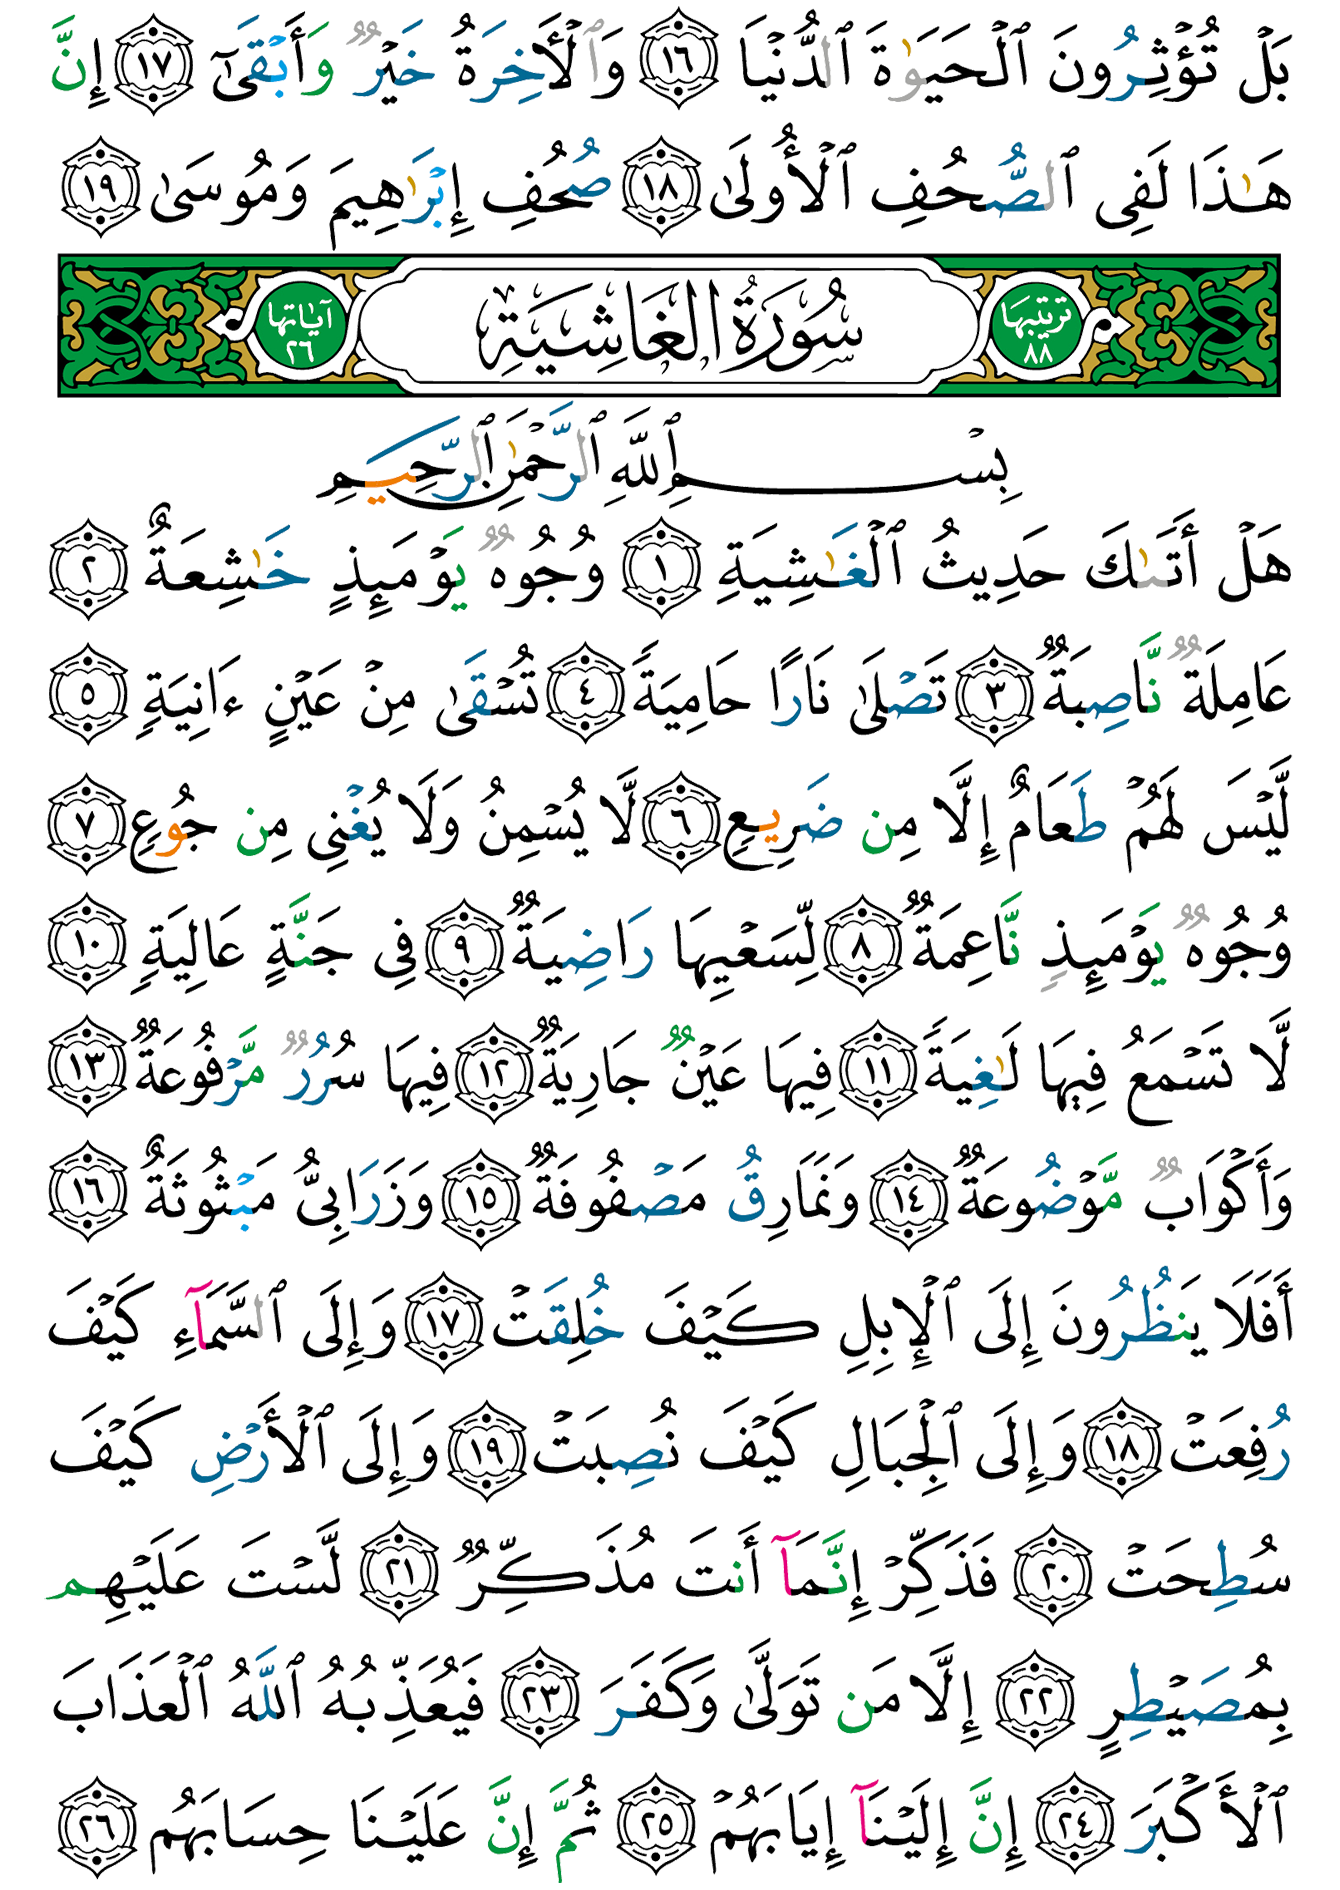 بَلْ تُؤْثِرُونَ ٱلْحَيَوٰةَ ٱلدُّنْيَا ١٦ وَٱلْأَخِرَةُ خَيْرٌ وَأَبْقَىٰٓ ١٧ إِنَّ
هَٰذَا لَفِى ٱلصُّحُفِ ٱلْأُولَىٰ ١٨ صُحُفِ إِبْرَٰهِيمَ وَمُوسَىٰ ١٩
ترتيبها ٨٨ سُورَةُ الغَاشِيَةِ آياتها ٢٦
بِسْمِ ٱللَّهِ ٱلرَّحْمَٰنِ ٱلرَّحِيمِ
هَلْ أَتَىٰكَ حَدِيثُ ٱلْغَٰشِيَةِ ١ وُجُوهٌ يَوْمَئِذٍ خَٰشِعَةٌ ٢
عَامِلَةٌ نَّاصِبَةٌ ٣ تَصْلَىٰ نَارًا حَامِيَةً ٤ تُسْقَىٰ مِنْ عَيْنٍ ءَانِيَةٍ ٥
لَّيْسَ لَهُمْ طَعَامٌ إِلَّا مِن ضَرِيعٍ ٦ لَّا يُسْمِنُ وَلَا يُغْنِى مِن جُوعٍ ٧
وُجُوهٌ يَوْمَئِذٍ نَّاعِمَةٌ ٨ لِّسَعْيِهَا رَاضِيَةٌ ٩ فِى جَنَّةٍ عَالِيَةٍ ١٠
لَّا تَسْمَعُ فِيهَا لَٰغِيَةً ١١ فِيهَا عَيْنٌ جَارِيَةٌ ١٢ فِيهَا سُرُرٌ مَّرْفُوعَةٌ ١٣
وَأَكْوَابٌ مَّوْضُوعَةٌ ١٤ وَنَمَارِقُ مَصْفُوفَةٌ ١٥ وَزَرَابِىُّ مَبْثُوثَةٌ ١٦
أَفَلَا يَنظُرُونَ إِلَى ٱلْإِبِلِ كَيْفَ خُلِقَتْ ١٧ وَإِلَى ٱلسَّمَآءِ كَيْفَ
رُفِعَتْ ١٨ وَإِلَى ٱلْجِبَالِ كَيْفَ نُصِبَتْ ١٩ وَإِلَى ٱلْأَرْضِ كَيْفَ
سُطِحَتْ ٢٠ فَذَكِّرْ إِنَّمَآ أَنتَ مُذَكِّرٌ ٢١ لَّسْتَ عَلَيْهِم
بِمُصَيْطِرٍ ٢٢ إِلَّا مَن تَوَلَّىٰ وَكَفَرَ ٢٣ فَيُعَذِّبُهُ ٱللَّهُ ٱلْعَذَابَ
ٱلْأَكْبَرَ ٢٤ إِنَّ إِلَيْنَآ إِيَابَهُمْ ٢٥ ثُمَّ إِنَّ عَلَيْنَا حِسَابَهُم ٢٦